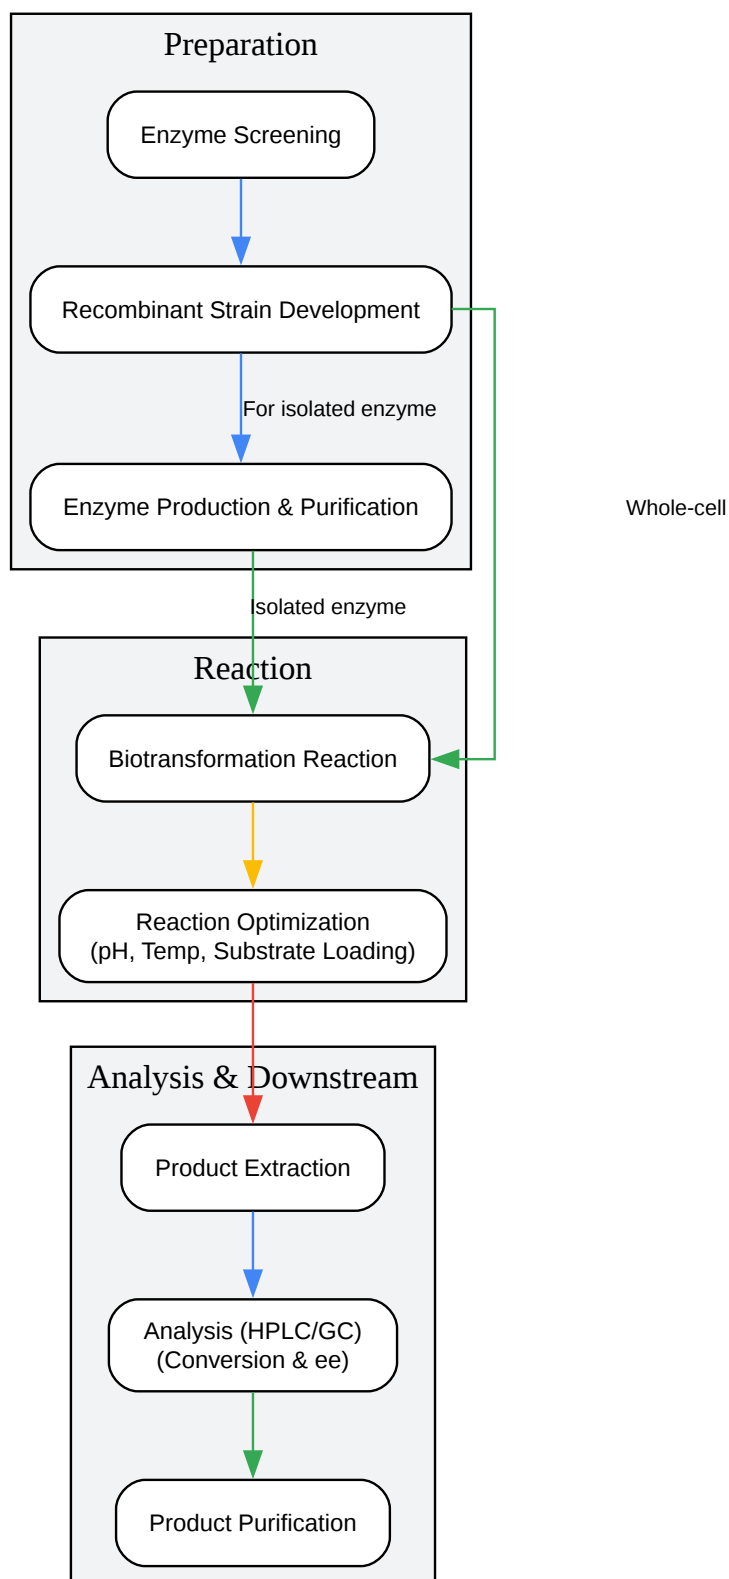 Preparation
Enzyme Screening
Recombinant Strain Development
For isolated enzyme
Enzyme Production & Purification
Whole-cell
Isolated enzyme
Reaction
Biotransformation Reaction
Reaction Optimization
(pH, Temp, Substrate Loading)
Analysis & Downstream
Product Extraction
Analysis (HPLC/GC)
(Conversion & ee)
Product Purification